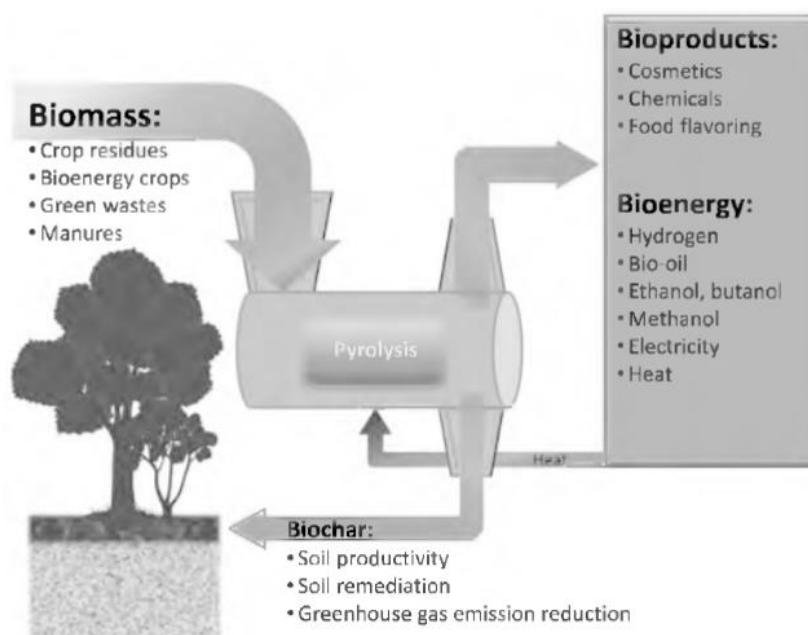 Biomass:
• Crop residues
• Bioenergy crops
• Green wastes
• Manures
Bioproducts:
• Cosmetics
• Chemicals
• Food flavoring
Bioenergy:
• Hydrogen
• Bio-oil
• Ethanol, butanol
• Methanol
• Electricity
• Heat
Pyrolysis
Heat
Biochar:
• Soil productivity
• Soil remediation
• Greenhouse gas emission reduction